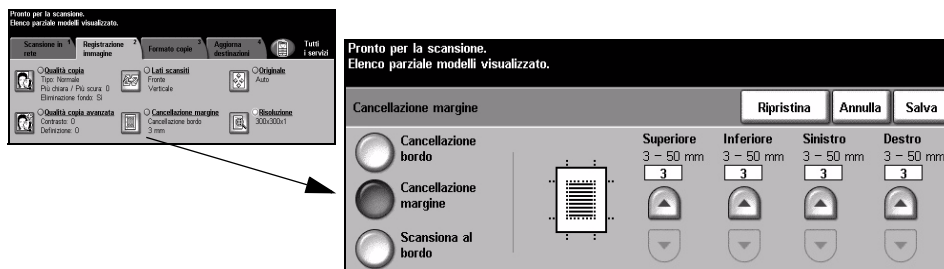 Pronto per la scansione.
Elenco parziale modelli visualizzato.
Scansione in rete 1
Registrazione immagine 2
Formato copie 3
Aggiorna destinazioni 4
Tutti i servizi
Qualità copia
Tipo: Normale
Più chiara / Più scura: 0
Eliminazione fondo: Sì
Lati scansiti
Fronte
Verticale
Originale
Auto
Qualità copia avanzata
Contrasto: 0
Definizione: 0
Cancellazione margine
Cancellazione bordo
3 mm
Risoluzione
300x300x1
Pronto per la scansione.
Elenco parziale modelli visualizzato.
Cancellazione margine
Ripristina
Annulla
Salva
Cancellazione
bordo
Cancellazione
margine
Scansiona al
bordo
Superiore Inferiore Sinistro Destro
3 – 50 mm 3 – 50 mm 3 – 50 mm 3 – 50 mm
3 3 3 3